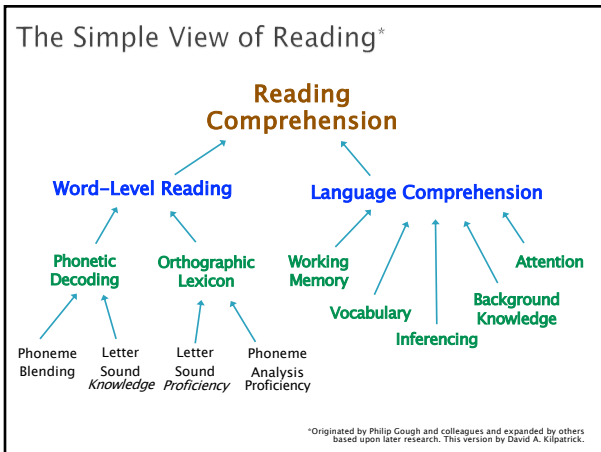 The Simple View of Reading*
Reading
Comprehension
Word-Level Reading
Language Comprehension
Phonetic
Decoding
Orthographic
Lexicon
Working
Memory
Vocabulary
Inferencing
Background
Knowledge
Attention
Phoneme
Blending
Letter
Sound
Knowledge
Letter
Sound
Proficiency
Phoneme
Analysis
Proficiency
*Originated by Philip Gough and colleagues and expanded by others
based upon later research. This version by David A. Kilpatrick.